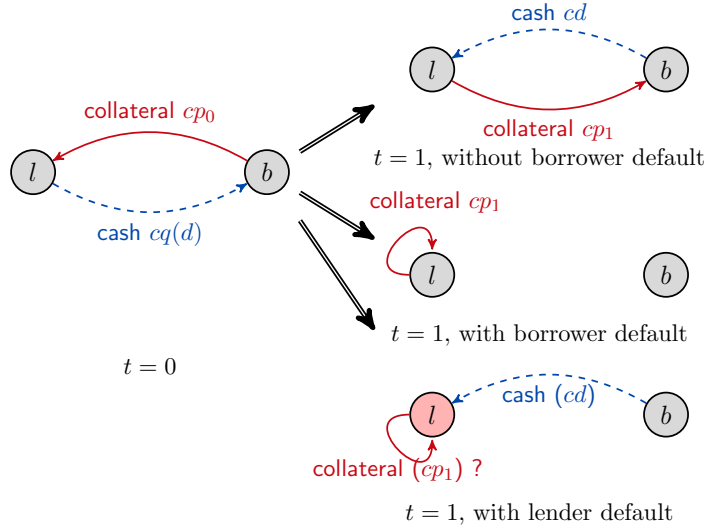 cash cd
l
b
collateral cp₁
t = 1, without borrower default
collateral cp₀
l
b
cash cq(d)
t = 0
collateral cp₁
l
b
t = 1, with borrower default
cash (cd)
l
b
collateral (cp₁) ?
t = 1, with lender default